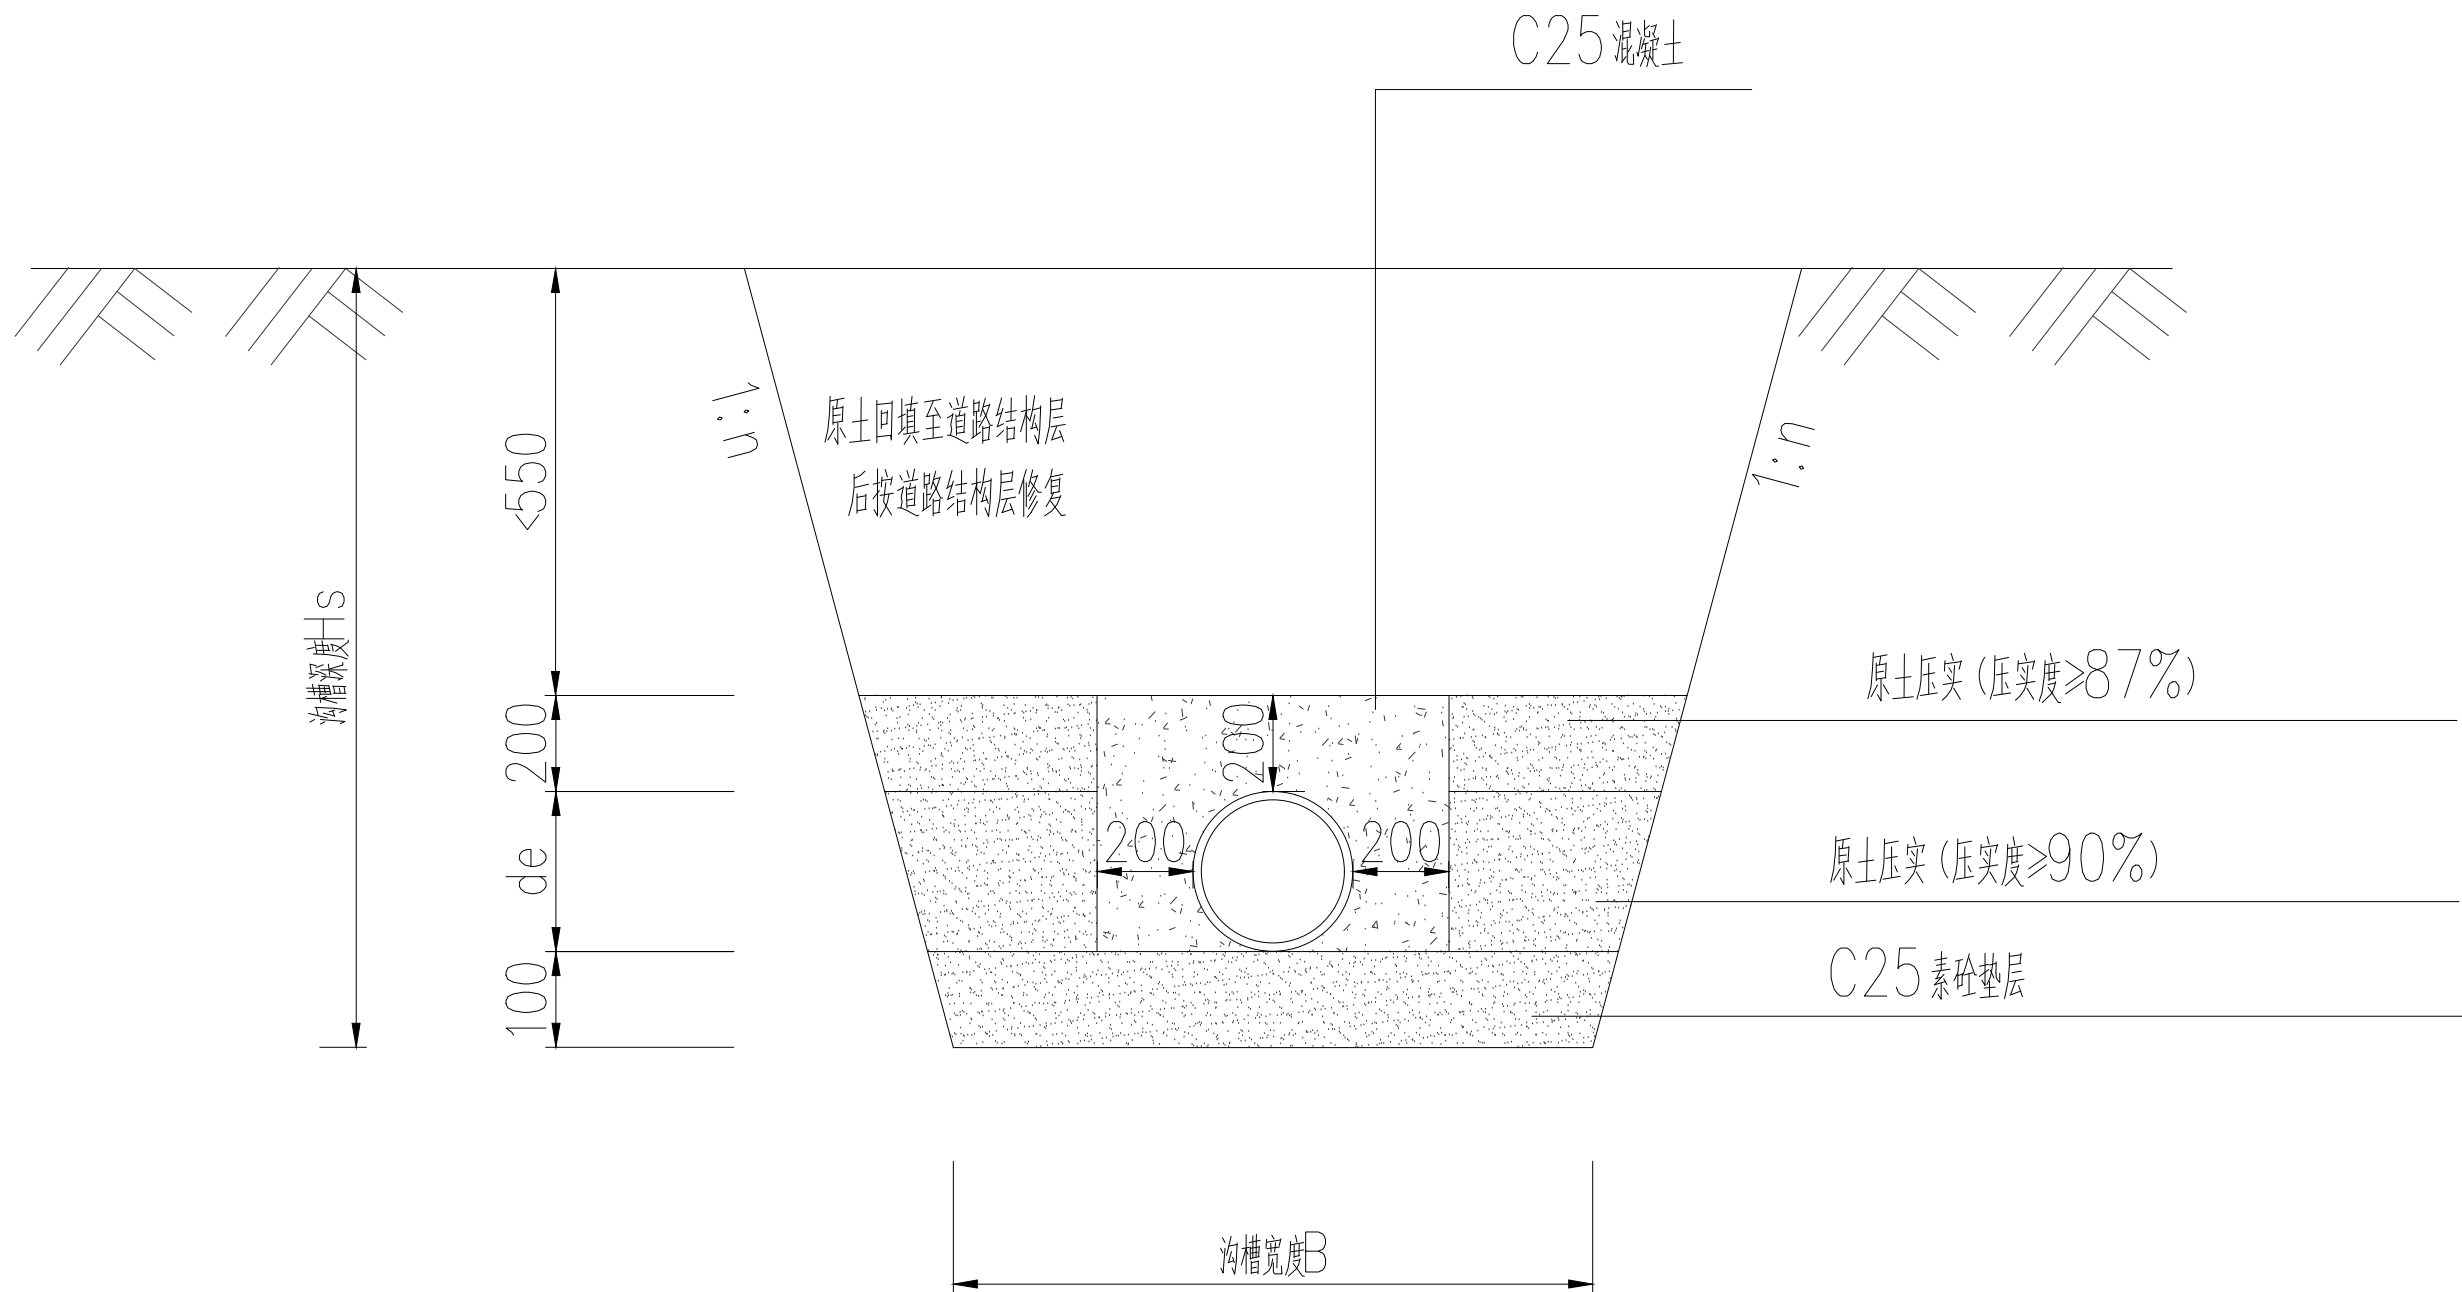 C25混凝土
1:n
1:n
原土回填至道路结构层
后按道路结构层修复
<550
沟槽深度Hs
原土压实(压实度≥87%)
200
200
200
200
de
原土压实(压实度≥90%)
C25素砼垫层
100
沟槽宽度B